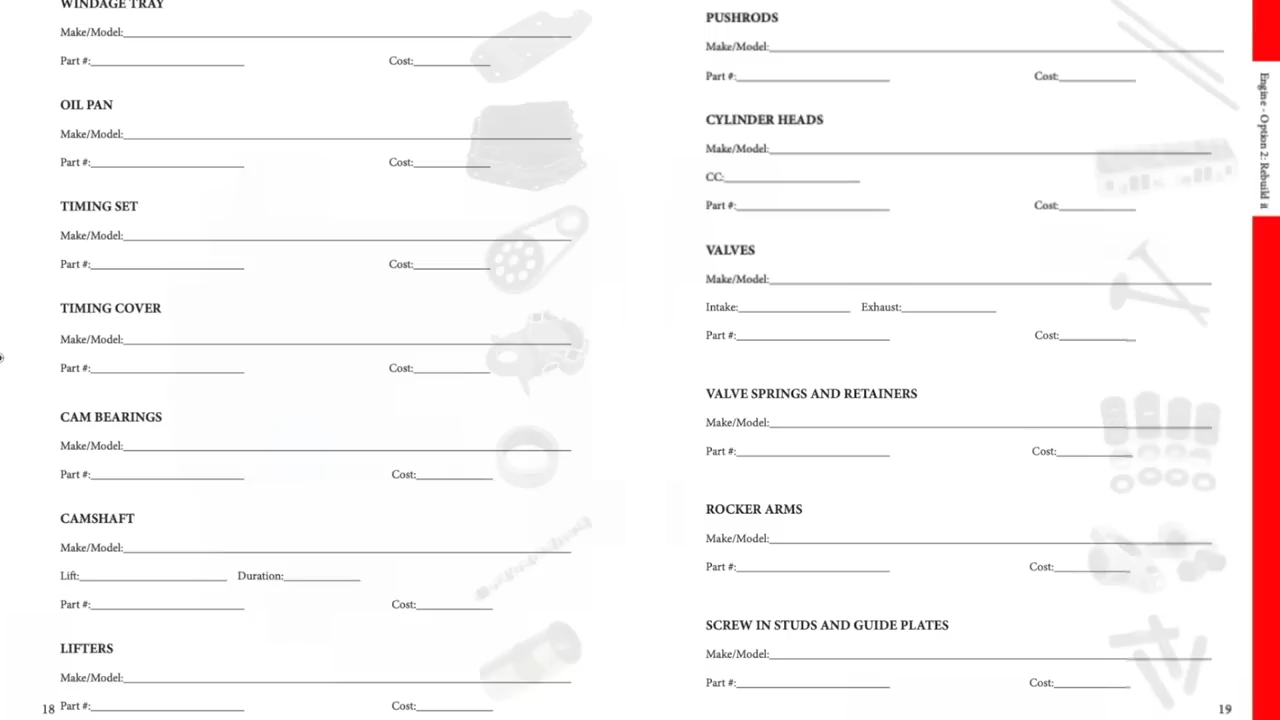 WINDAGE TRAY
Make/Model:
Part #: Cost:
OIL PAN
Make/Model:
Part #: Cost:
TIMING SET
Make/Model:
Part #: Cost:
TIMING COVER
Make/Model:
Part #: Cost:
CAM BEARINGS
Make/Model:
Part #: Cost:
CAMSHAFT
Make/Model:
Lift: Duration:
Part #: Cost:
LIFTERS
Make/Model:
Part #: Cost:
18
PUSHRODS
Make/Model:
Part #: Cost:
CYLINDER HEADS
Make/Model:
CC:
Part #: Cost:
VALVES
Make/Model:
Intake: Exhaust:
Part #: Cost:
VALVE SPRINGS AND RETAINERS
Make/Model:
Part #: Cost:
ROCKER ARMS
Make/Model:
Part #: Cost:
SCREW IN STUDS AND GUIDE PLATES
Make/Model:
Part #: Cost:
19
Engine - Option 2: Rebuild it